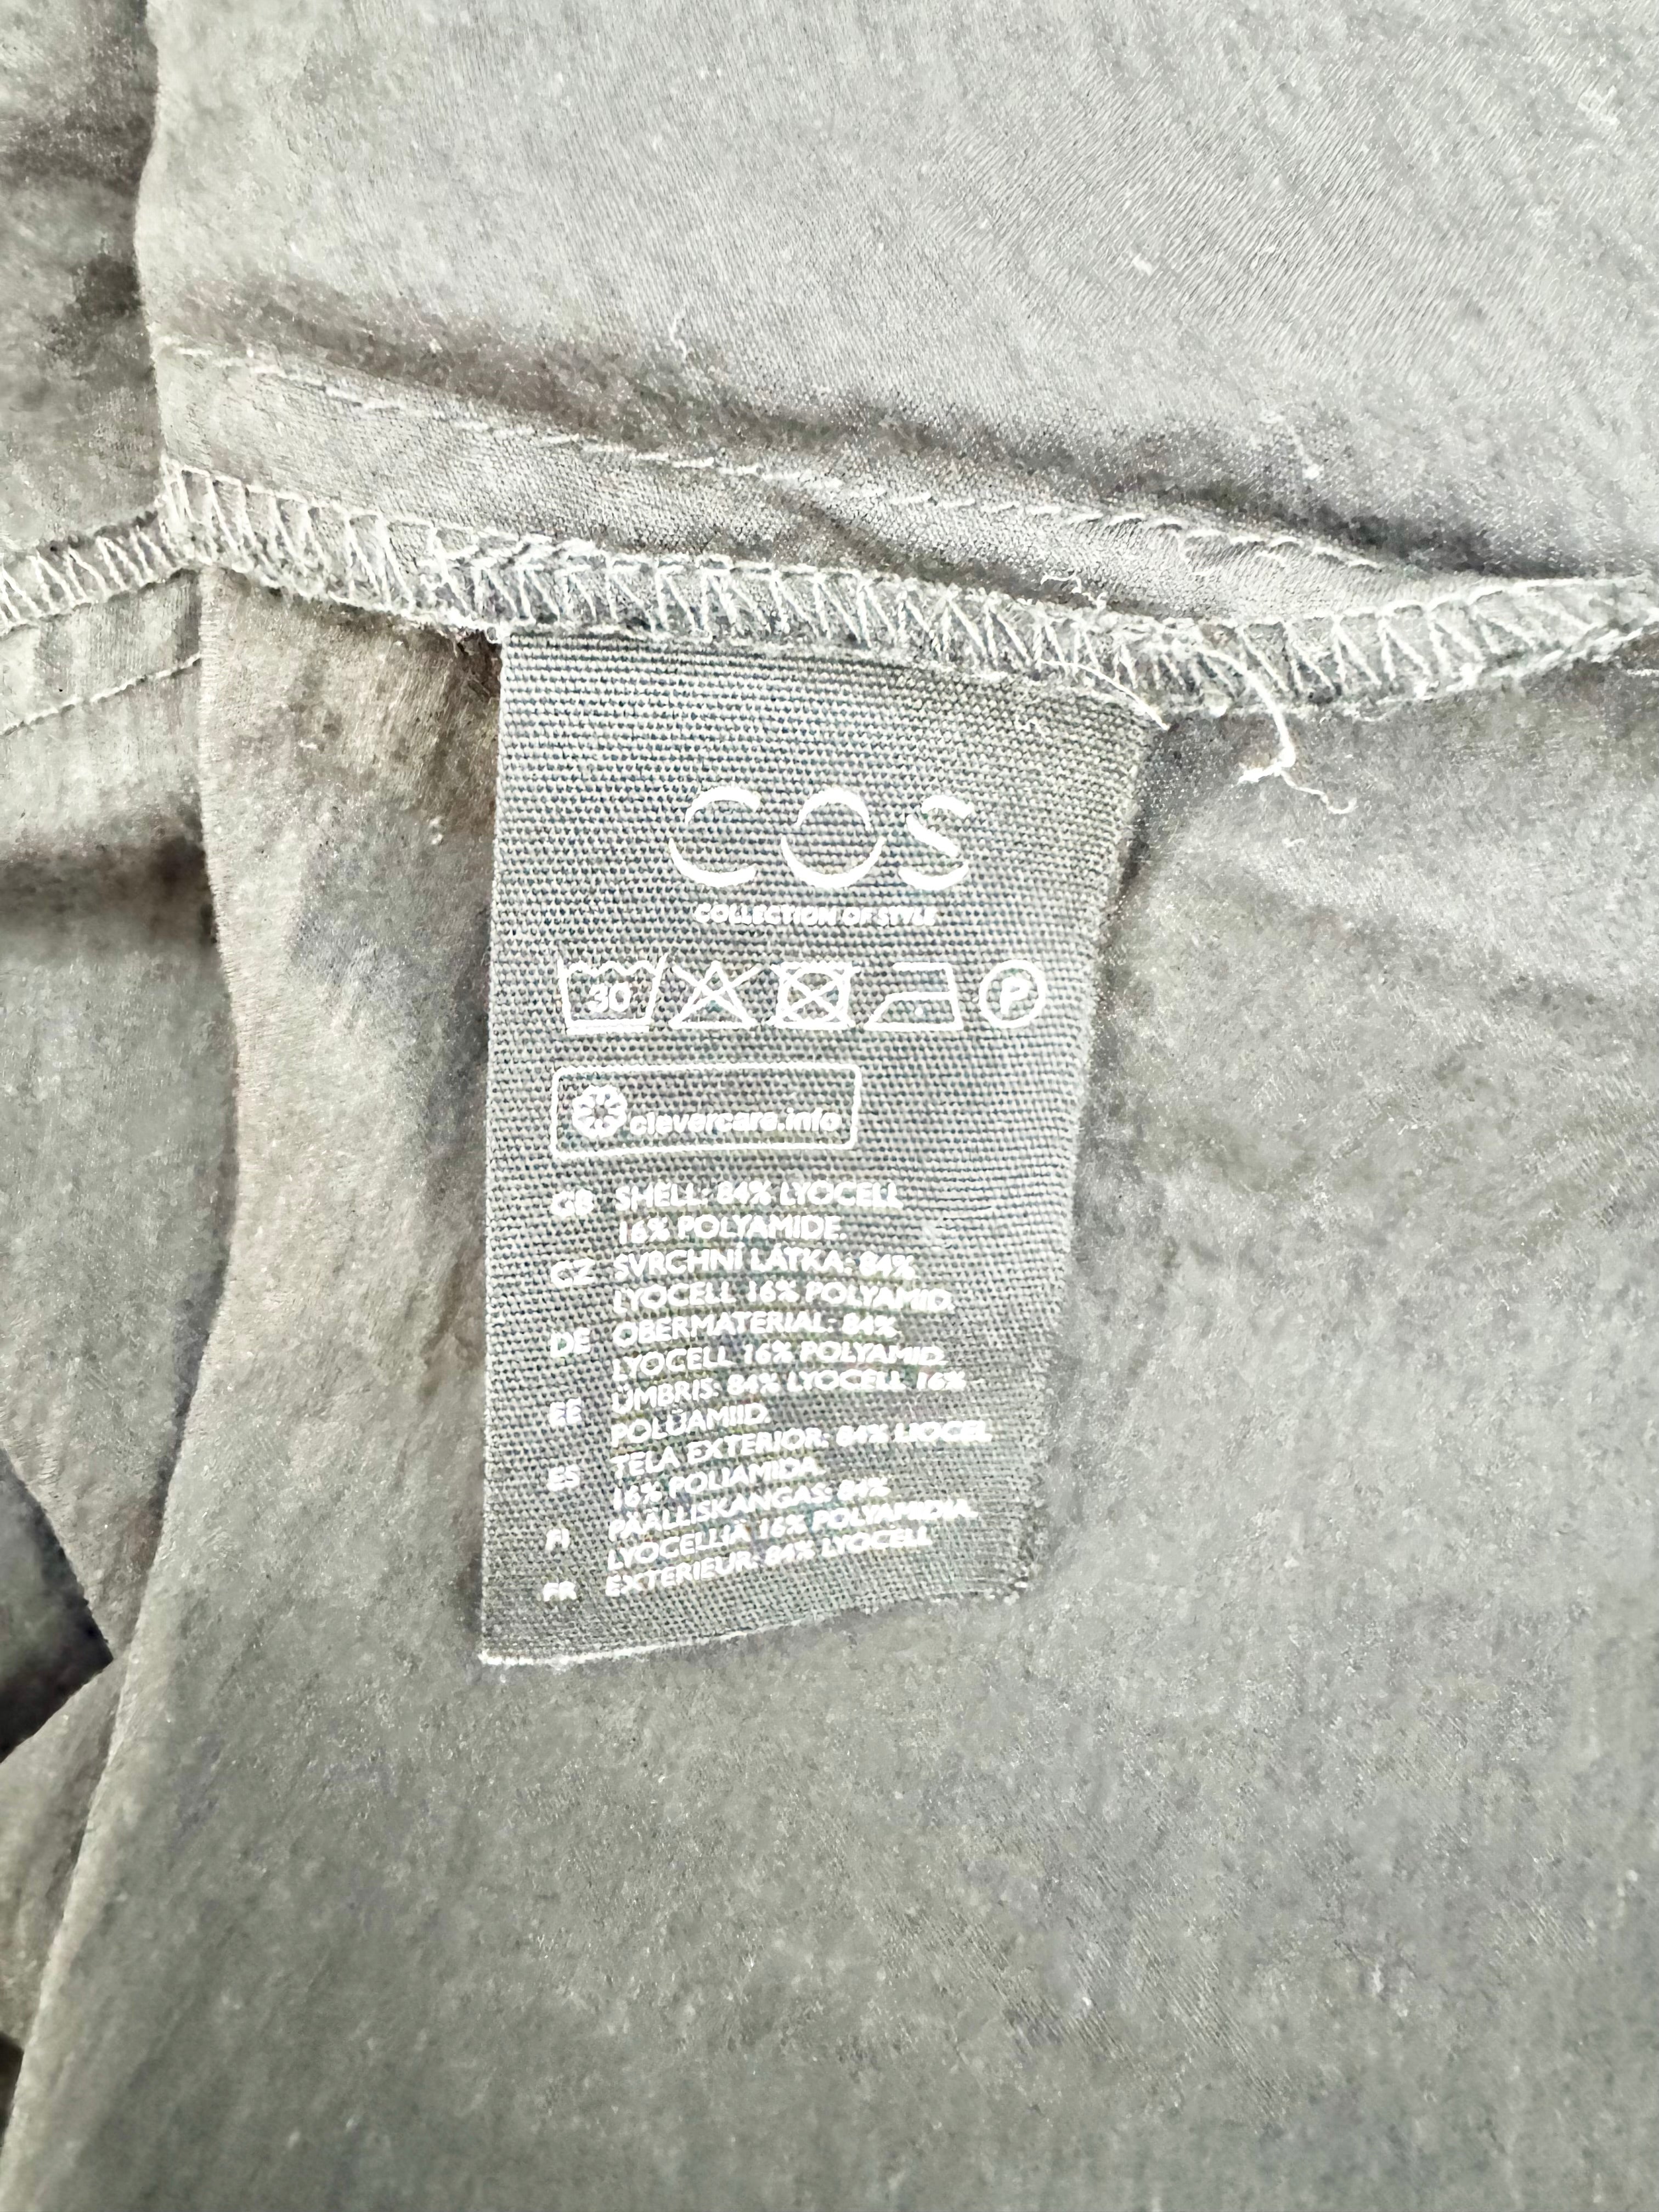 COS
COLLECTION OF STYLE
30 P
clevercare.info
GB SHELL: 84% LYOCELL
16% POLYAMIDE
CZ SVRCHNÍ LÁTKA: 84%
LYOCELL 16% POLYAMID.
DE OBERMATERIAL: 84%
LYOCELL 16% POLYAMID.
EE ÜMBRIS: 84% LYOCELL 16%
POLÜAMIID.
ES TELA EXTERIOR: 84% LIOCEL
16% POLIAMIDA.
FI PÄÄLLISKANGAS: 84%
LYOCELLIA 16% POLYAMIDIA.
FR EXTERIEUR: 84% LYOCELL